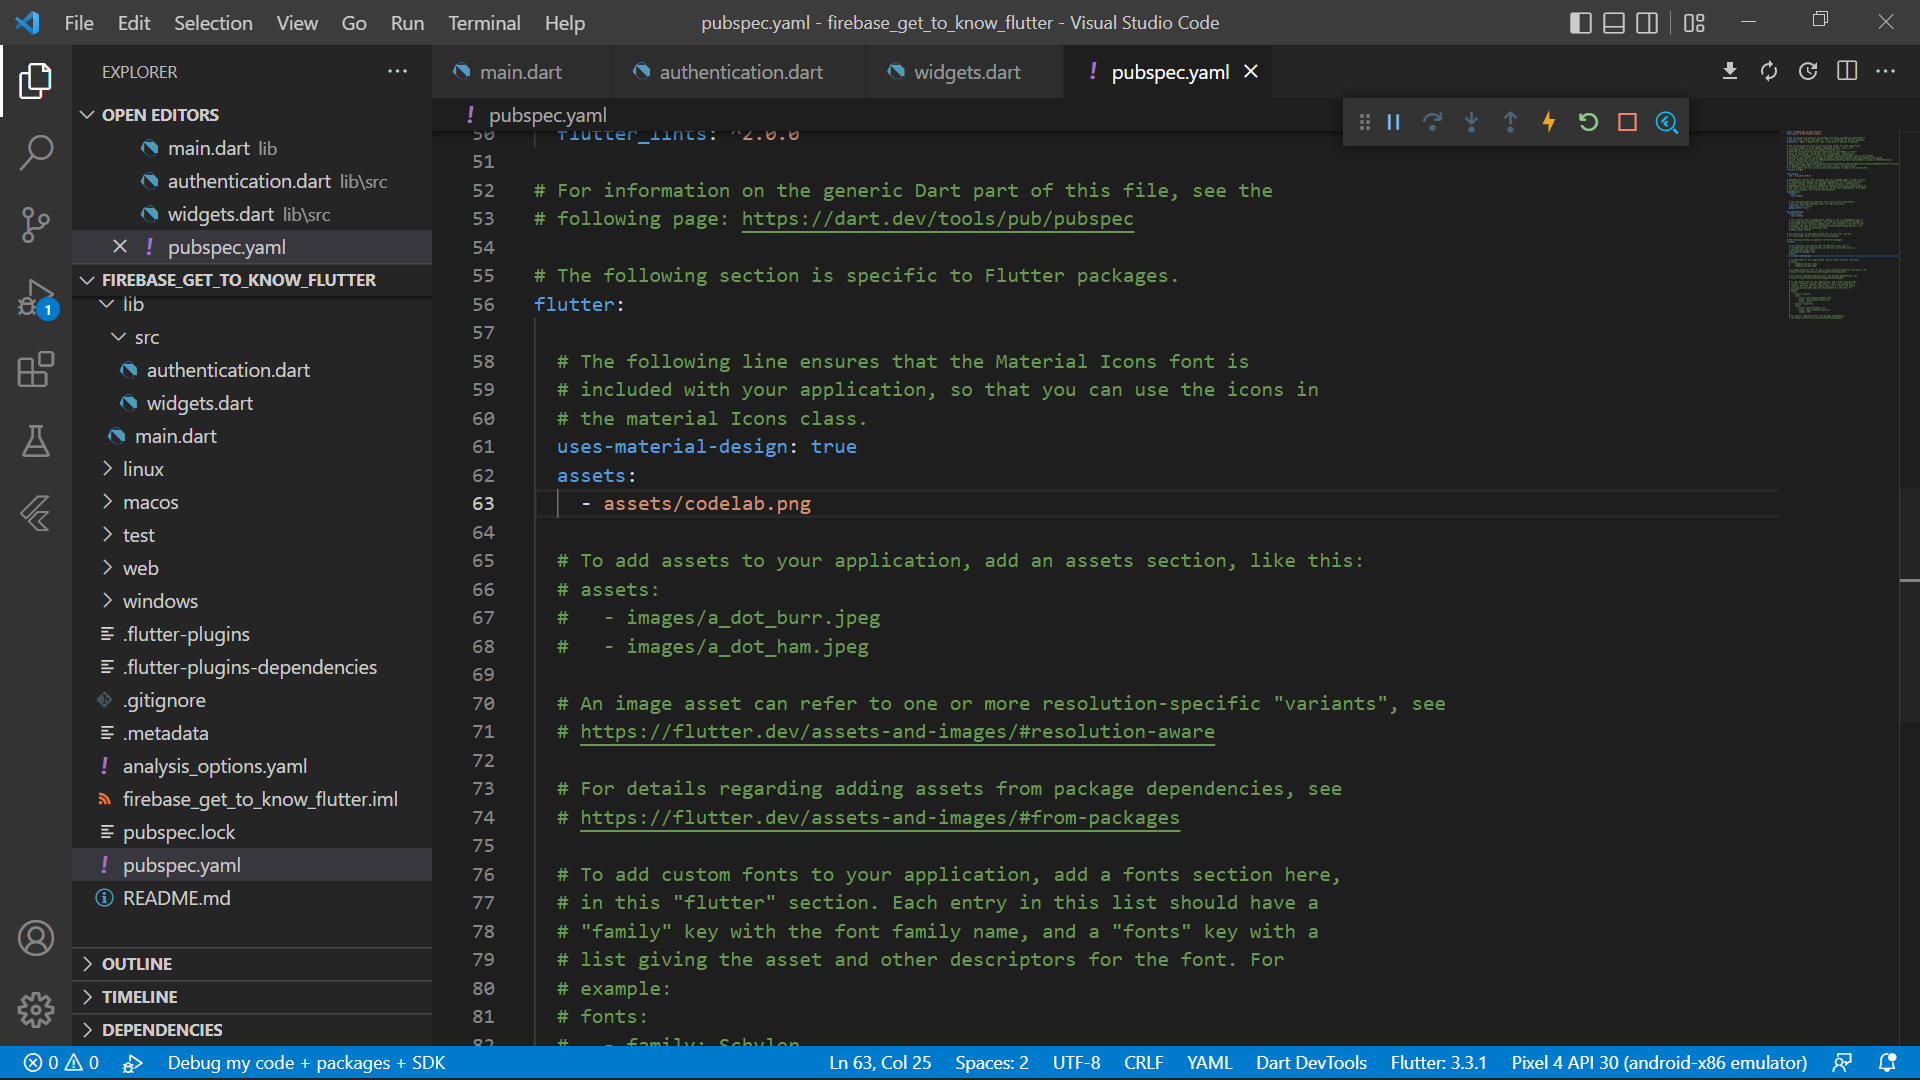 File Edit Selection View Go Run Terminal Help
pubspec.yaml - firebase_get_to_know_flutter - Visual Studio Code
EXPLORER
OPEN EDITORS
main.dart lib
authentication.dart lib\src
widgets.dart lib\src
pubspec.yaml
FIREBASE_GET_TO_KNOW_FLUTTER
lib
src
authentication.dart
widgets.dart
main.dart
linux
macos
test
web
windows
.flutter-plugins
.flutter-plugins-dependencies
.gitignore
.metadata
analysis_options.yaml
firebase_get_to_know_flutter.iml
pubspec.lock
pubspec.yaml
README.md
OUTLINE
TIMELINE
DEPENDENCIES
1
main.dart authentication.dart widgets.dart pubspec.yaml
pubspec.yaml
50 flutter_lints: ^2.0.0
51
52 # For information on the generic Dart part of this file, see the
53 # following page: https://dart.dev/tools/pub/pubspec
54
55 # The following section is specific to Flutter packages.
56 flutter:
57
58 # The following line ensures that the Material Icons font is
59 # included with your application, so that you can use the icons in
60 # the material Icons class.
61 uses-material-design: true
62 assets:
63 - assets/codelab.png
64
65 # To add assets to your application, add an assets section, like this:
66 # assets:
67 # - images/a_dot_burr.jpeg
68 # - images/a_dot_ham.jpeg
69
70 # An image asset can refer to one or more resolution-specific "variants", see
71 # https://flutter.dev/assets-and-images/#resolution-aware
72
73 # For details regarding adding assets from package dependencies, see
74 # https://flutter.dev/assets-and-images/#from-packages
75
76 # To add custom fonts to your application, add a fonts section here,
77 # in this "flutter" section. Each entry in this list should have a
78 # "family" key with the font family name, and a "fonts" key with a
79 # list giving the asset and other descriptors for the font. For
80 # example:
81 # fonts:
82 # - family: Schyler
0 0 Debug my code + packages + SDK
Ln 63, Col 25 Spaces: 2 UTF-8 CRLF YAML Dart DevTools Flutter: 3.3.1 Pixel 4 API 30 (android-x86 emulator)